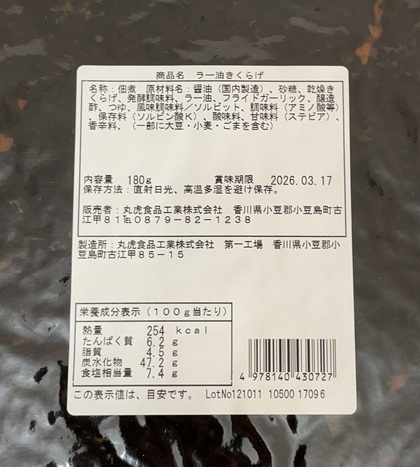 商品名 ラー油きくらげ
名称:佃煮 原材料名:醤油(国内製造)、砂糖、乾燥き
くらげ、発酵調味料、ラー油、フライドガーリック、醸造
酢、つゆ、風味調味料/ソルビット、調味料(アミノ酸等)
、保存料(ソルビン酸K)、酸味料、甘味料(ステビア)、
香辛料、(一部に大豆・小麦・ごまを含む)
内容量 180g 賞味期限 2026.03.17
保存方法:直射日光、高温多湿を避け保存。
販売者:丸虎食品工業株式会社 香川県小豆郡小豆島町古
江甲81℡0879-82-1238
製造所:丸虎食品工業株式会社 第一工場 香川県小豆郡小
豆島町古江甲85-15
栄養成分表示(100g当たり)
熱量 254 kcal
たんぱく質 6.2g
脂質 4.5g
炭水化物 47.2g
食塩相当量 7.4g
4 978140 430727
この表示値は、目安です。 LotNo121011 10500 17096